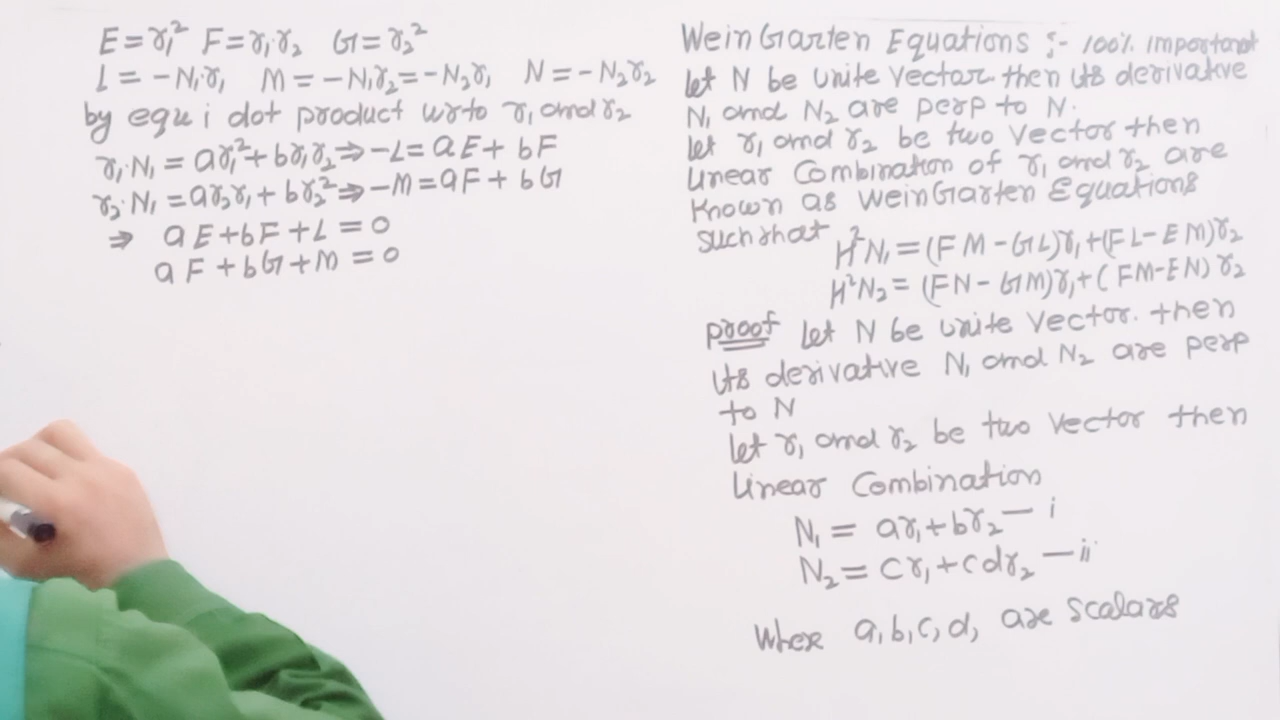 E = r₁² F = r₁.r₂ G = r₂²
L = -N₁r₁ M = -N₁r₂ = -N₂r₁ N = -N₂r₂
by equ i dot product wrto r₁ and r₂
r₁.N₁ = ar₁² + br₁r₂ ⇒ -L = aE + bF
r₂.N₁ = ar₂r₁ + br₂² ⇒ -M = aF + bG
⇒ aE + bF + L = 0
aF + bG + M = 0
WeinGarten Equations :- 100% important
let N be unite vector. then its derivative
N₁ and N₂ are perp to N.
let r₁ and r₂ be two vector then
Linear Combination of r₁ and r₂ are
Known as weinGarten Equations
such that H²N₁ = (FM - GL)r₁ + (FL - EM)r₂
H²N₂ = (FN - GM)r₁ + (FM - EN)r₂
proof let N be unite vector. then
its derivative N₁ and N₂ are perp
to N
let r₁ and r₂ be two vector then
Linear Combination
N₁ = ar₁ + br₂ — i
N₂ = cr₁ + cdr₂ — ii
Where a, b, c, d, are scalars